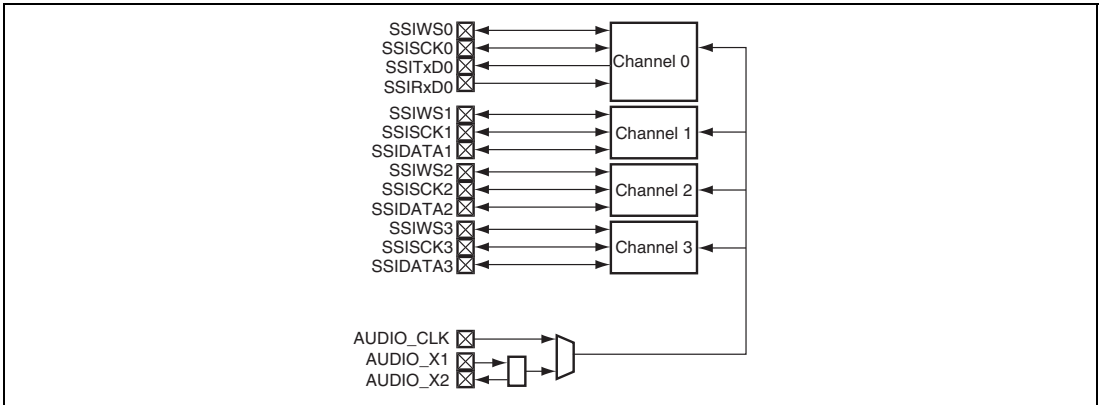 SSIWS0
SSISCK0
SSITxD0
SSIRxD0
Channel 0
SSIWS1
SSISCK1
SSIDATA1
Channel 1
SSIWS2
SSISCK2
SSIDATA2
Channel 2
SSIWS3
SSISCK3
SSIDATA3
Channel 3
AUDIO_CLK
AUDIO_X1
AUDIO_X2